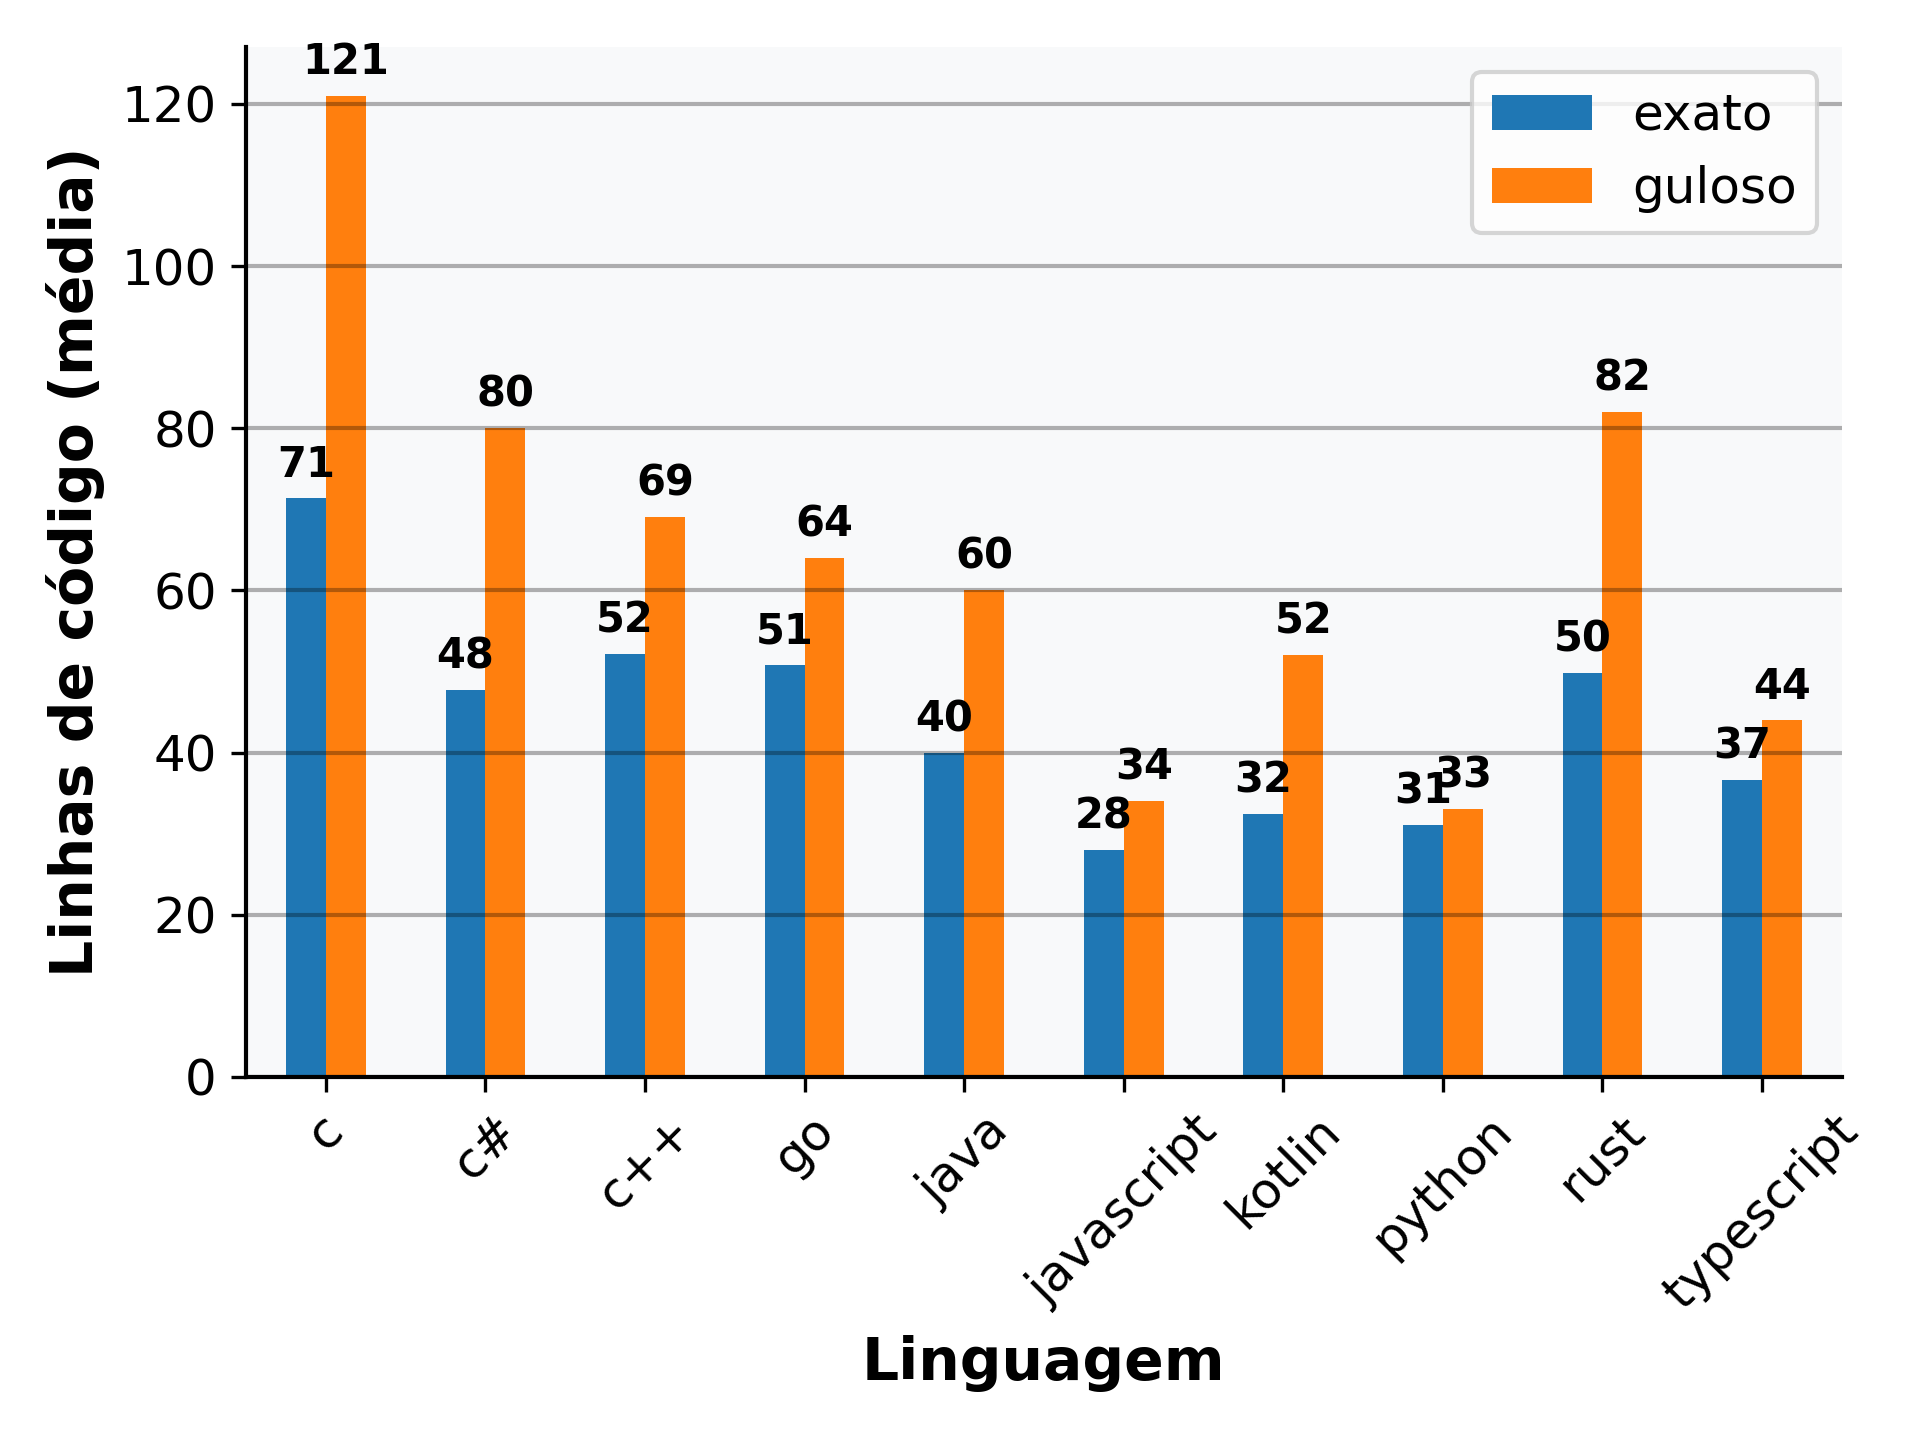 Linhas de código (média)
120
100
80
60
40
20
0
exato
guloso
71
121
48
80
52
69
51
64
40
60
28
34
32
52
31
33
50
82
37
44
c
c#
c++
go
java
javascript
kotlin
python
rust
typescript
Linguagem